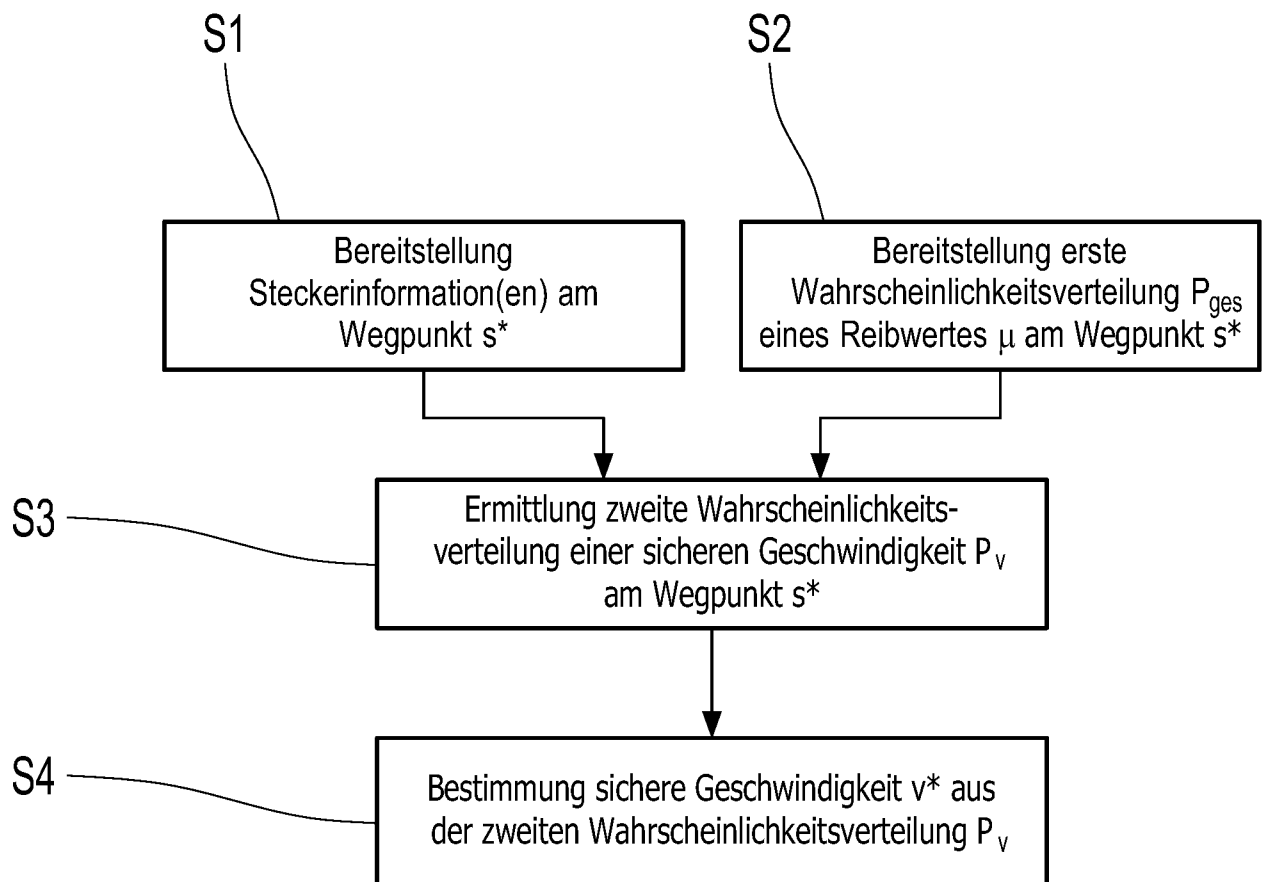 S1
S2
Bereitstellung
Steckerinformation(en) am
Wegpunkt s*
Bereitstellung erste
Wahrscheinlichkeitsverteilung Pges
eines Reibwertes μ am Wegpunkt s*
S3
Ermittlung zweite Wahrscheinlichkeits-
verteilung einer sicheren Geschwindigkeit Pv
am Wegpunkt s*
S4
Bestimmung sichere Geschwindigkeit v* aus
der zweiten Wahrscheinlichkeitsverteilung Pv